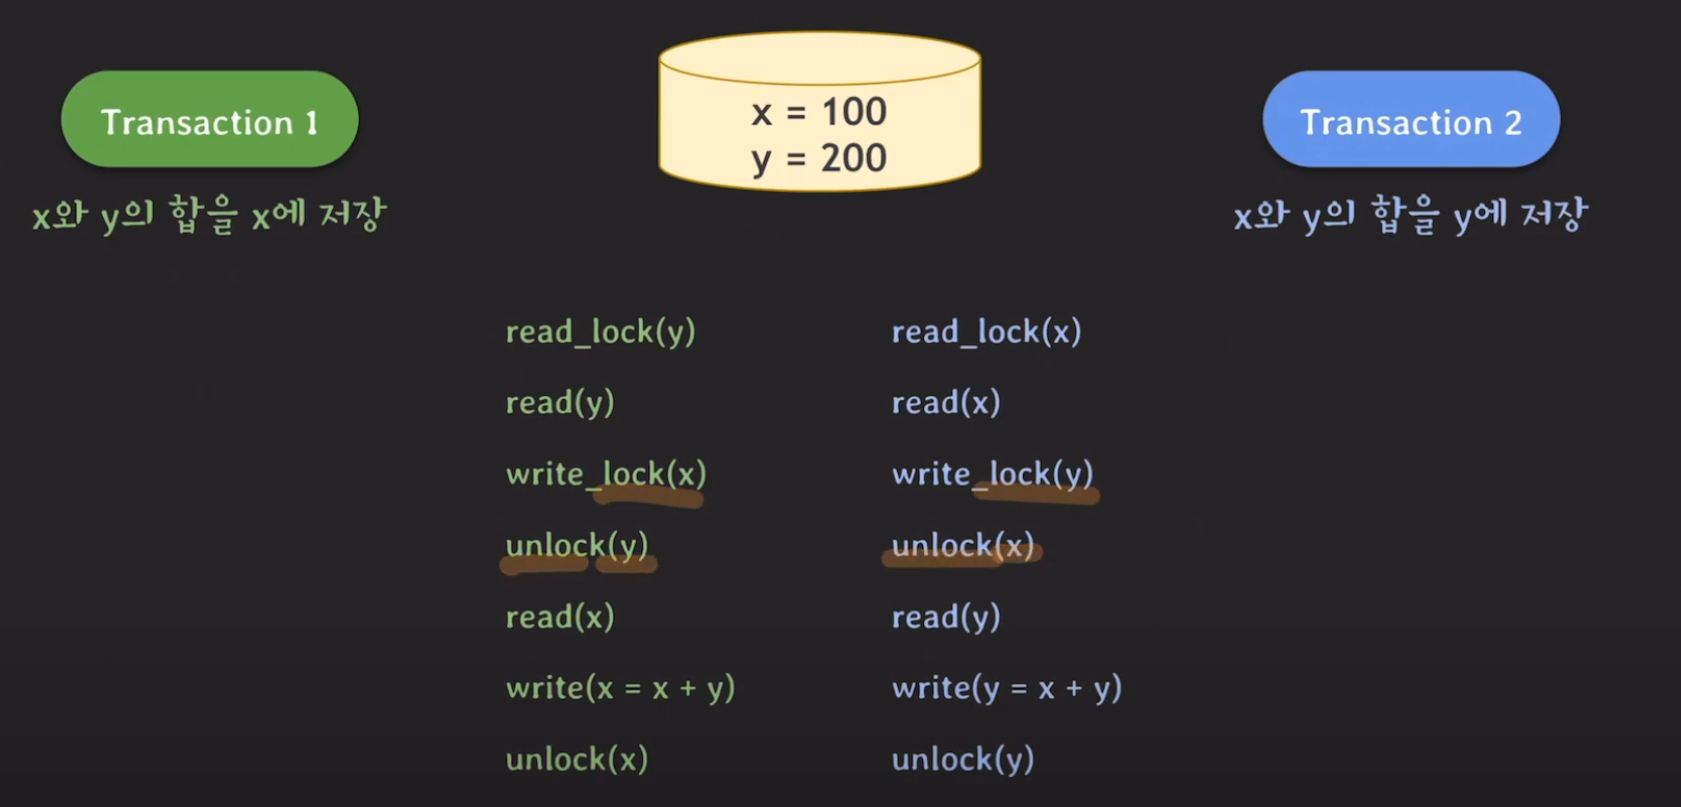 Transaction 1
x와 y의 합을 x에 저장
x = 100
y = 200
Transaction 2
x와 y의 합을 y에 저장
read_lock(y)
read(y)
write_lock(x)
unlock(y)
read(x)
write(x = x + y)
unlock(x)
read_lock(x)
read(x)
write_lock(y)
unlock(x)
read(y)
write(y = x + y)
unlock(y)